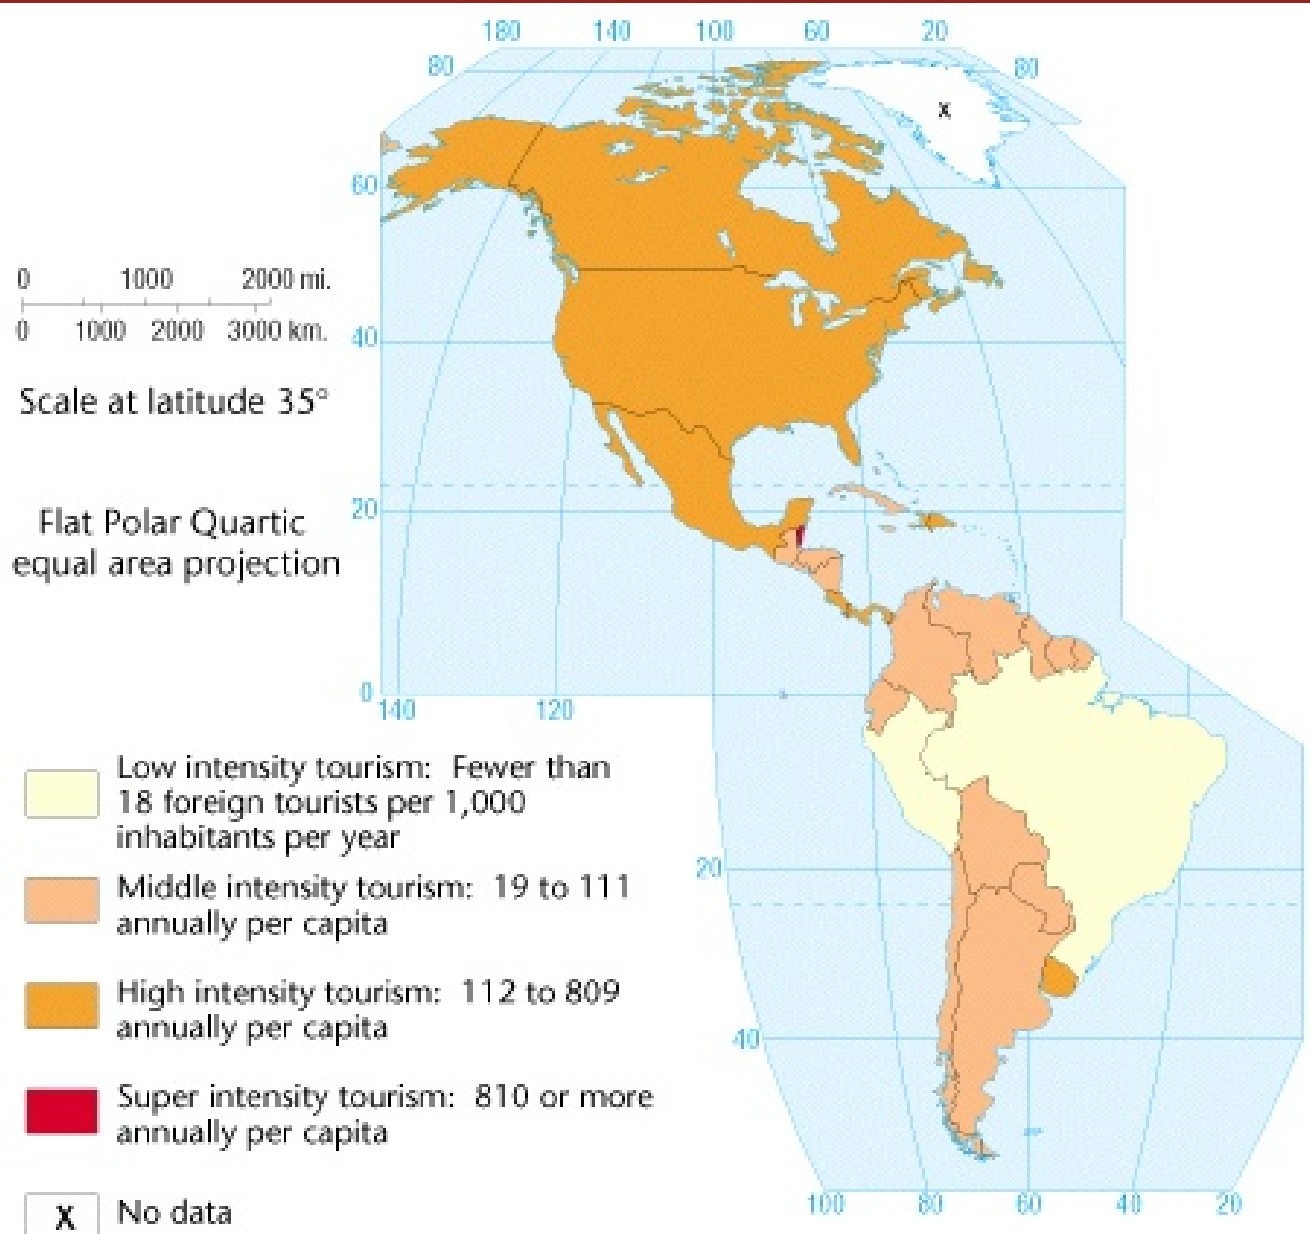 180 140 100 60 20
80 80
60
0 1000 2000 mi.
0 1000 2000 3000 km.
40
Scale at latitude 35°
20
Flat Polar Quartic
equal area projection
0
140 120
Low intensity tourism: Fewer than
18 foreign tourists per 1,000
inhabitants per year
20
Middle intensity tourism: 19 to 111
annually per capita
High intensity tourism: 112 to 809
annually per capita
40
Super intensity tourism: 810 or more
annually per capita
100 80 60 40 20
X No data
X